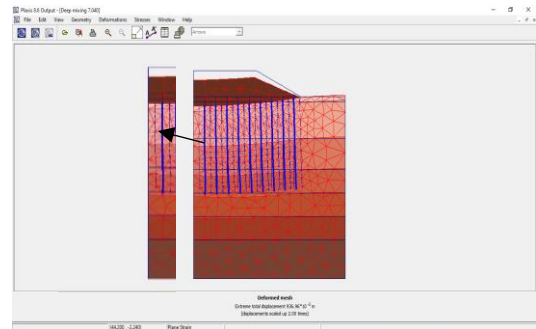 Plaxis 8.6 Output - [Deep mixing 7.040]
File Edit View Geometry Deformations Stresses Window Help
Arrows
Deformed mesh
Extreme total displacement 936.96*10⁻³ m
(displacements scaled up 2.00 times)
Plane Strain